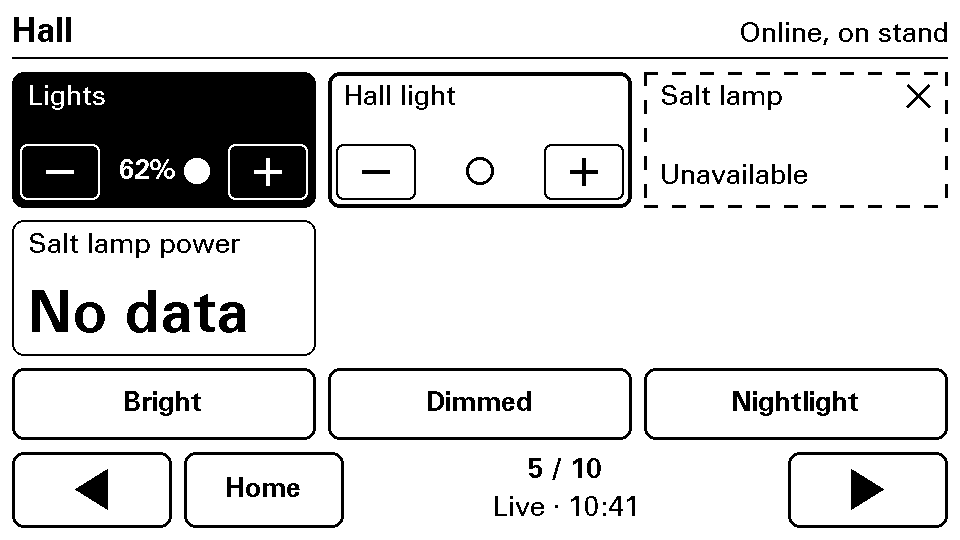 Hall
Online, on stand
Lights
Hall light
Salt lamp
− 62% +
− +
Unavailable
Salt lamp power
No data
Bright
Dimmed
Nightlight
Home
5 / 10
Live · 10:41